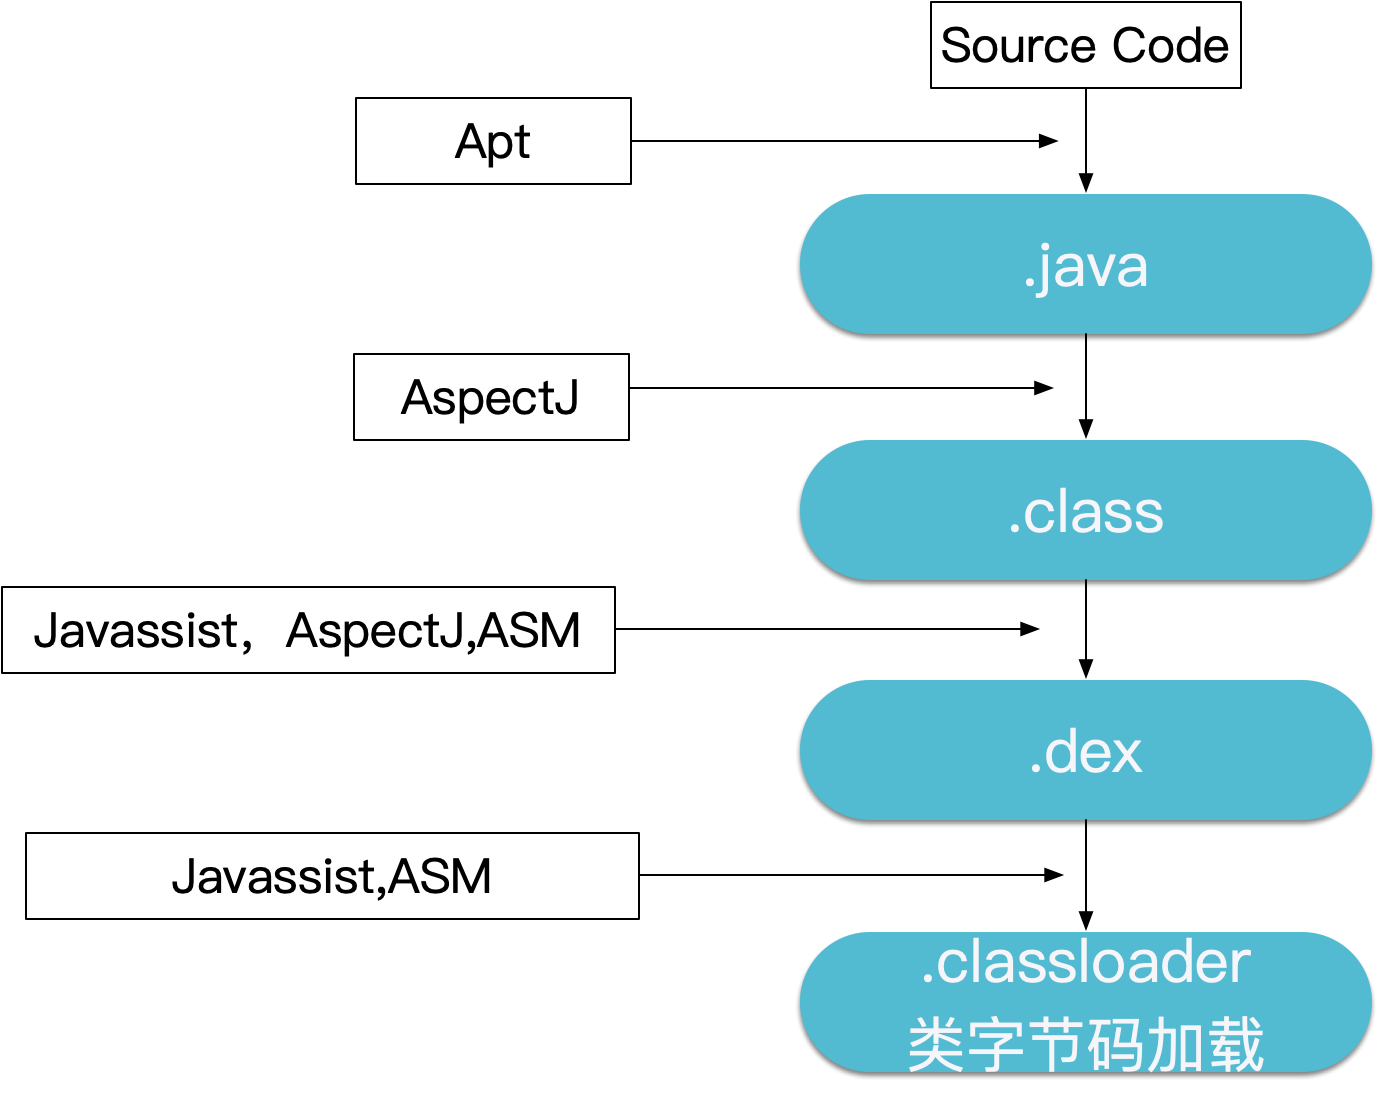 Source Code
Apt
.java
AspectJ
.class
Javassist，AspectJ,ASM
.dex
Javassist,ASM
.classloader
类字节码加载